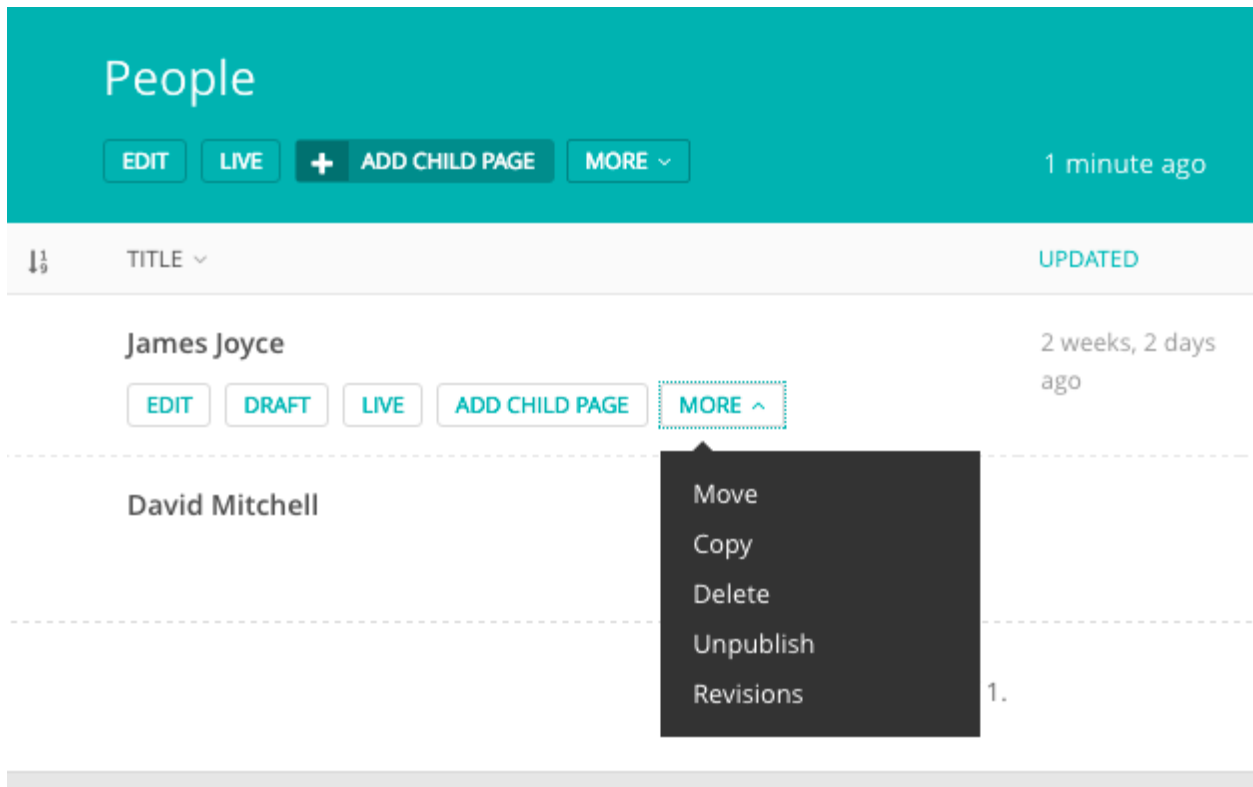 People
EDIT LIVE + ADD CHILD PAGE MORE
1 minute ago
TITLE UPDATED
James Joyce
2 weeks, 2 days
ago
EDIT DRAFT LIVE ADD CHILD PAGE MORE
David Mitchell
Move
Copy
Delete
Unpublish
Revisions
1.